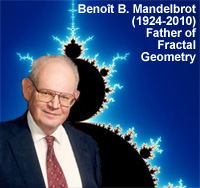 Benoît B. Mandelbrot
(1924-2010)
Father of
Fractal
Geometry